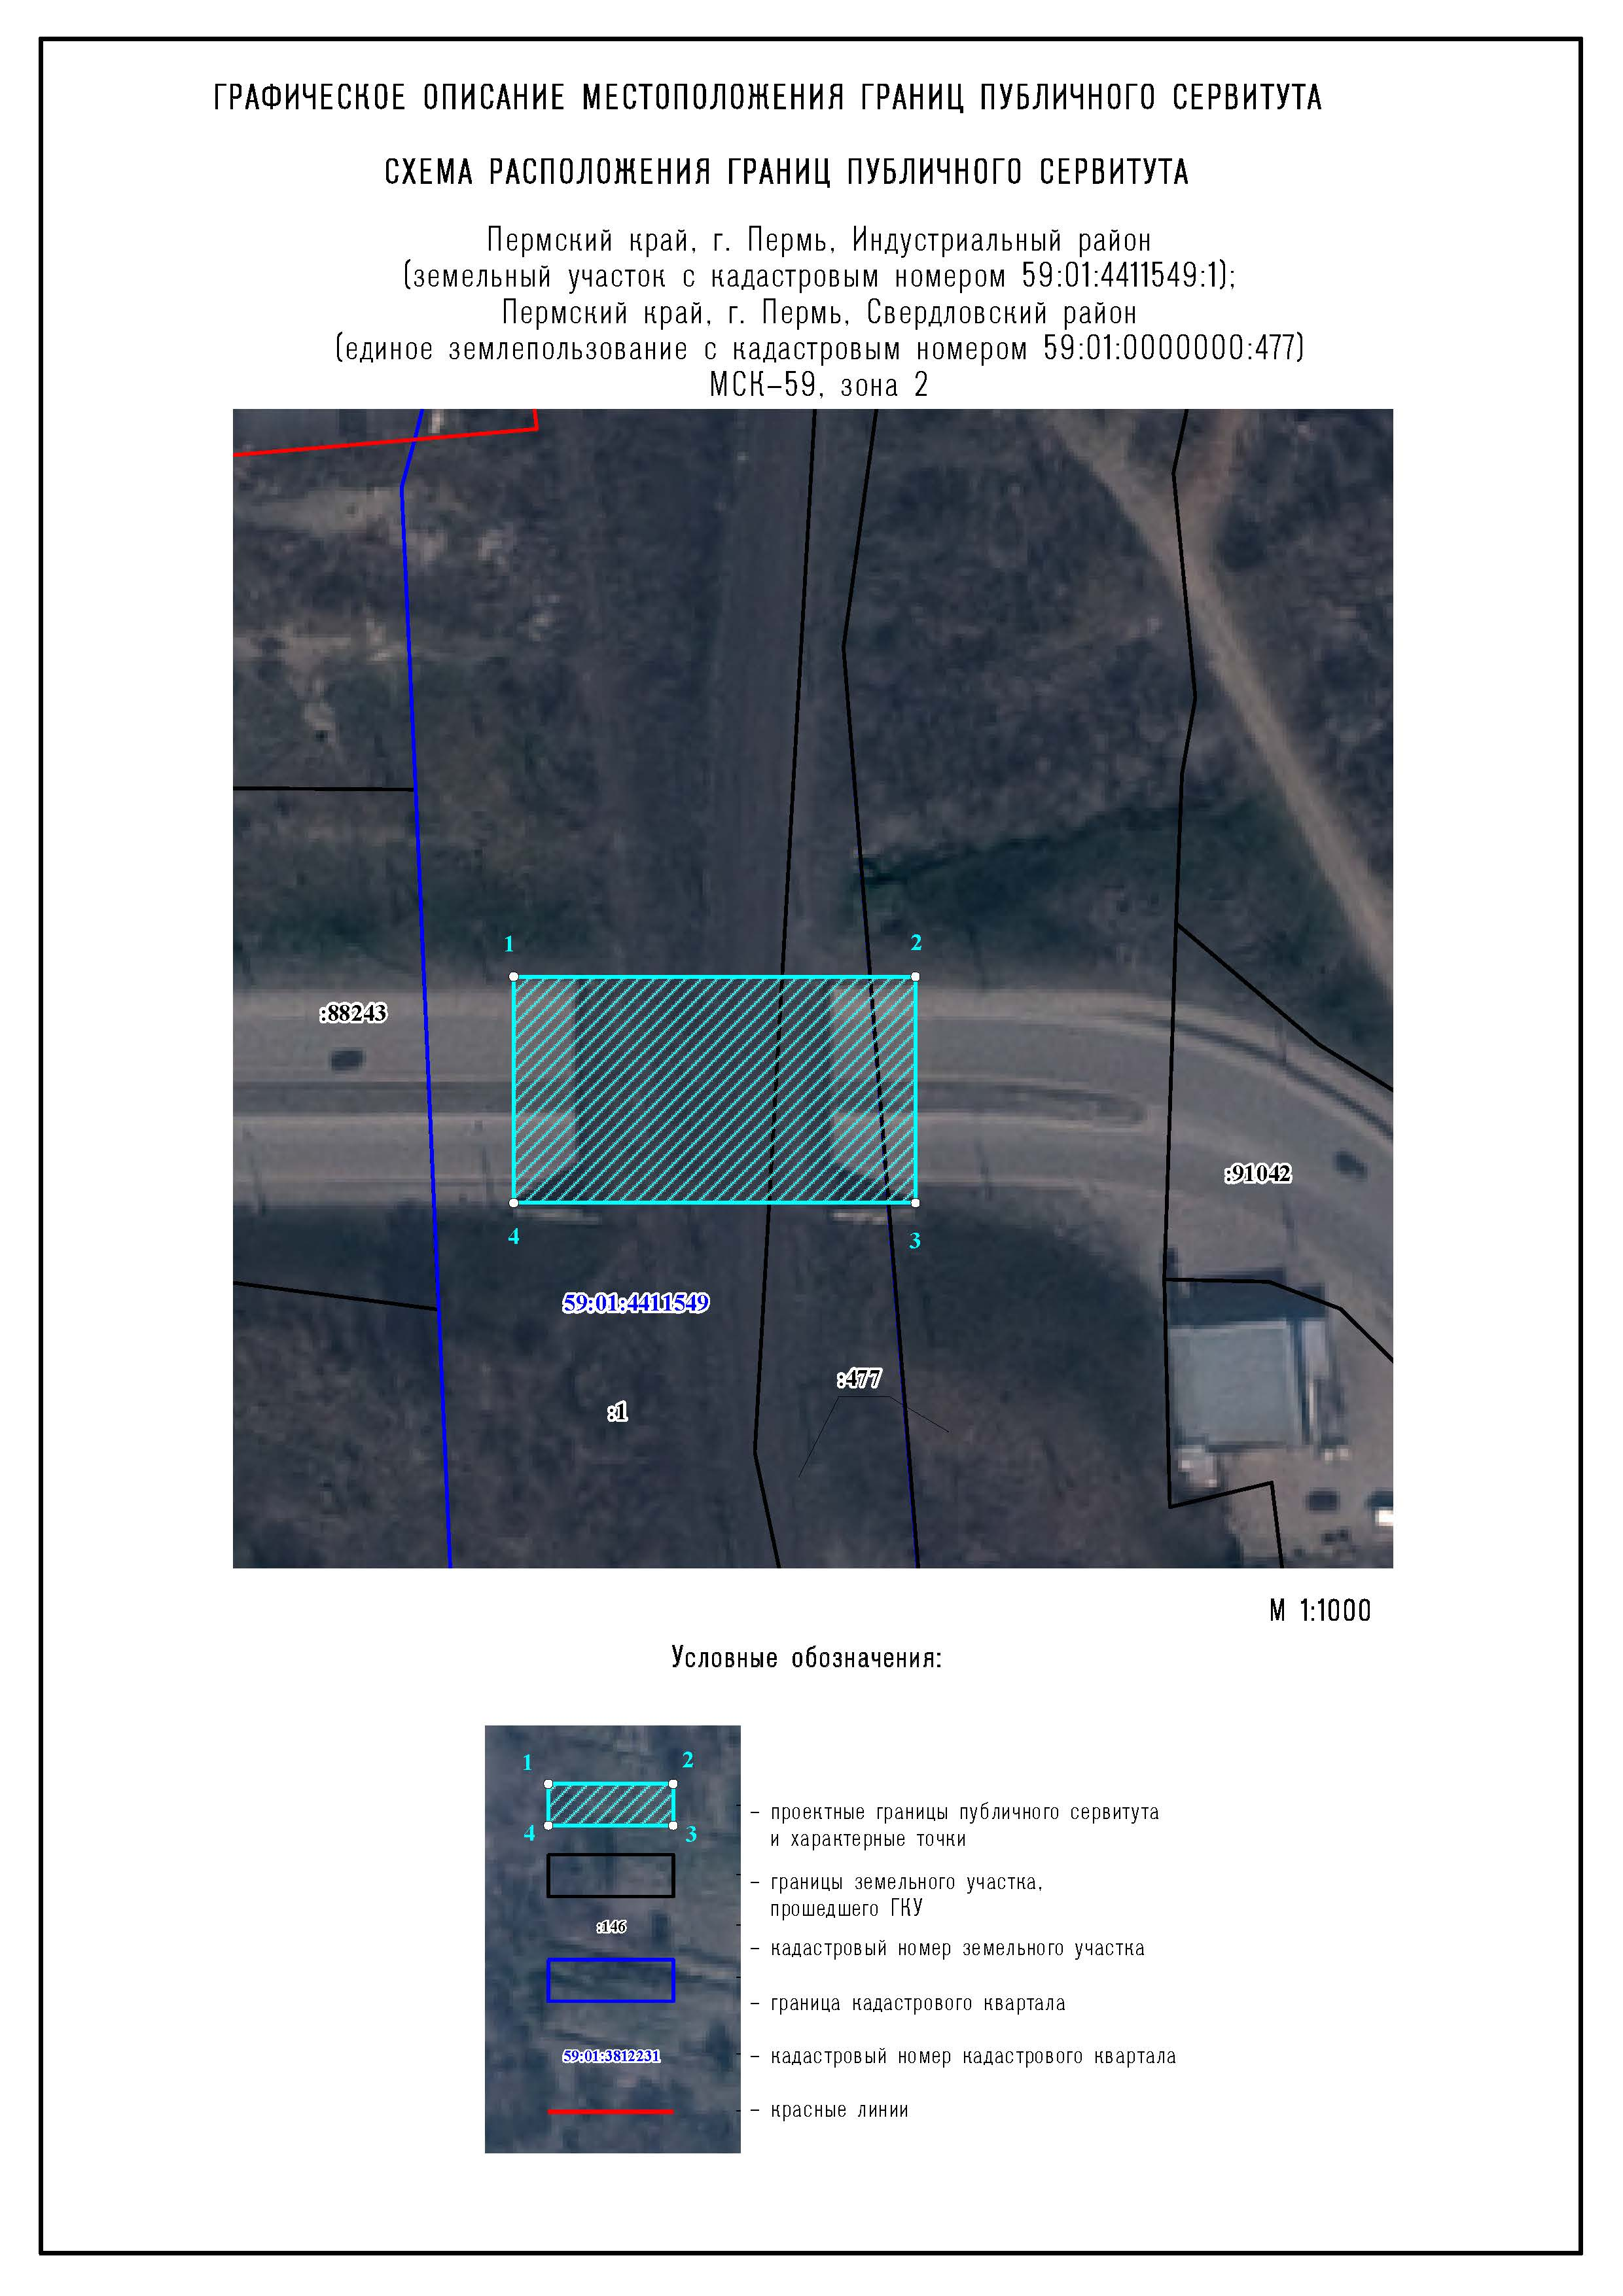 ГРАФИЧЕСКОЕ ОПИСАНИЕ МЕСТОПОЛОЖЕНИЯ ГРАНИЦ ПУБЛИЧНОГО СЕРВИТУТА
СХЕМА РАСПОЛОЖЕНИЯ ГРАНИЦ ПУБЛИЧНОГО СЕРВИТУТА
Пермский край, г. Пермь, Индустриальный район
(земельный участок с кадастровым номером 59:01:4411549:1);
Пермский край, г. Пермь, Свердловский район
(единое землепользование с кадастровым номером 59:01:0000000:477)
МСК-59, зона 2
1
2
:88243
:91042
4
3
59:01:4411549
:477
:1
М 1:1000
Условные обозначения:
1
2
4
3
– проектные границы публичного сервитута
и характерные точки
– границы земельного участка,
прошедшего ГКУ
:146
– кадастровый номер земельного участка
– граница кадастрового квартала
59:01:3812231
– кадастровый номер кадастрового квартала
– красные линии